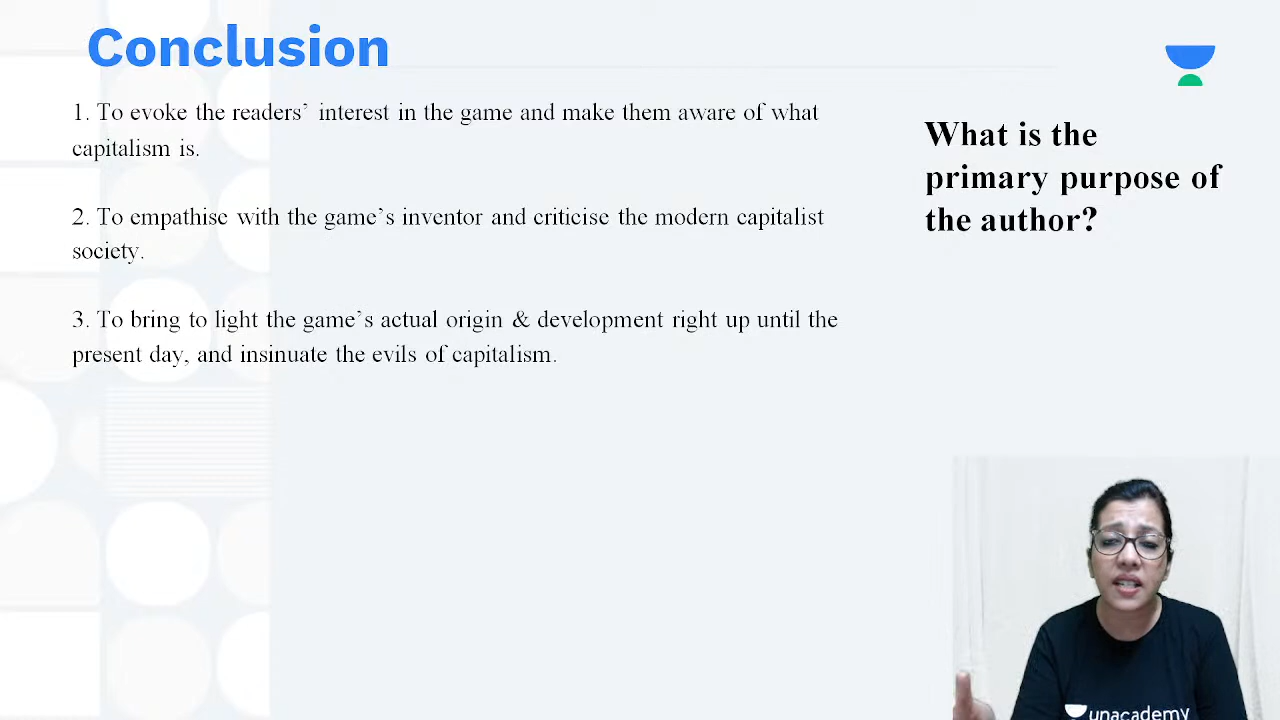 Conclusion
1. To evoke the readers’ interest in the game and make them aware of what
capitalism is.
2. To empathise with the game’s inventor and criticise the modern capitalist
society.
3. To bring to light the game’s actual origin & development right up until the
present day, and insinuate the evils of capitalism.
What is the
primary purpose of
the author?
unacademy